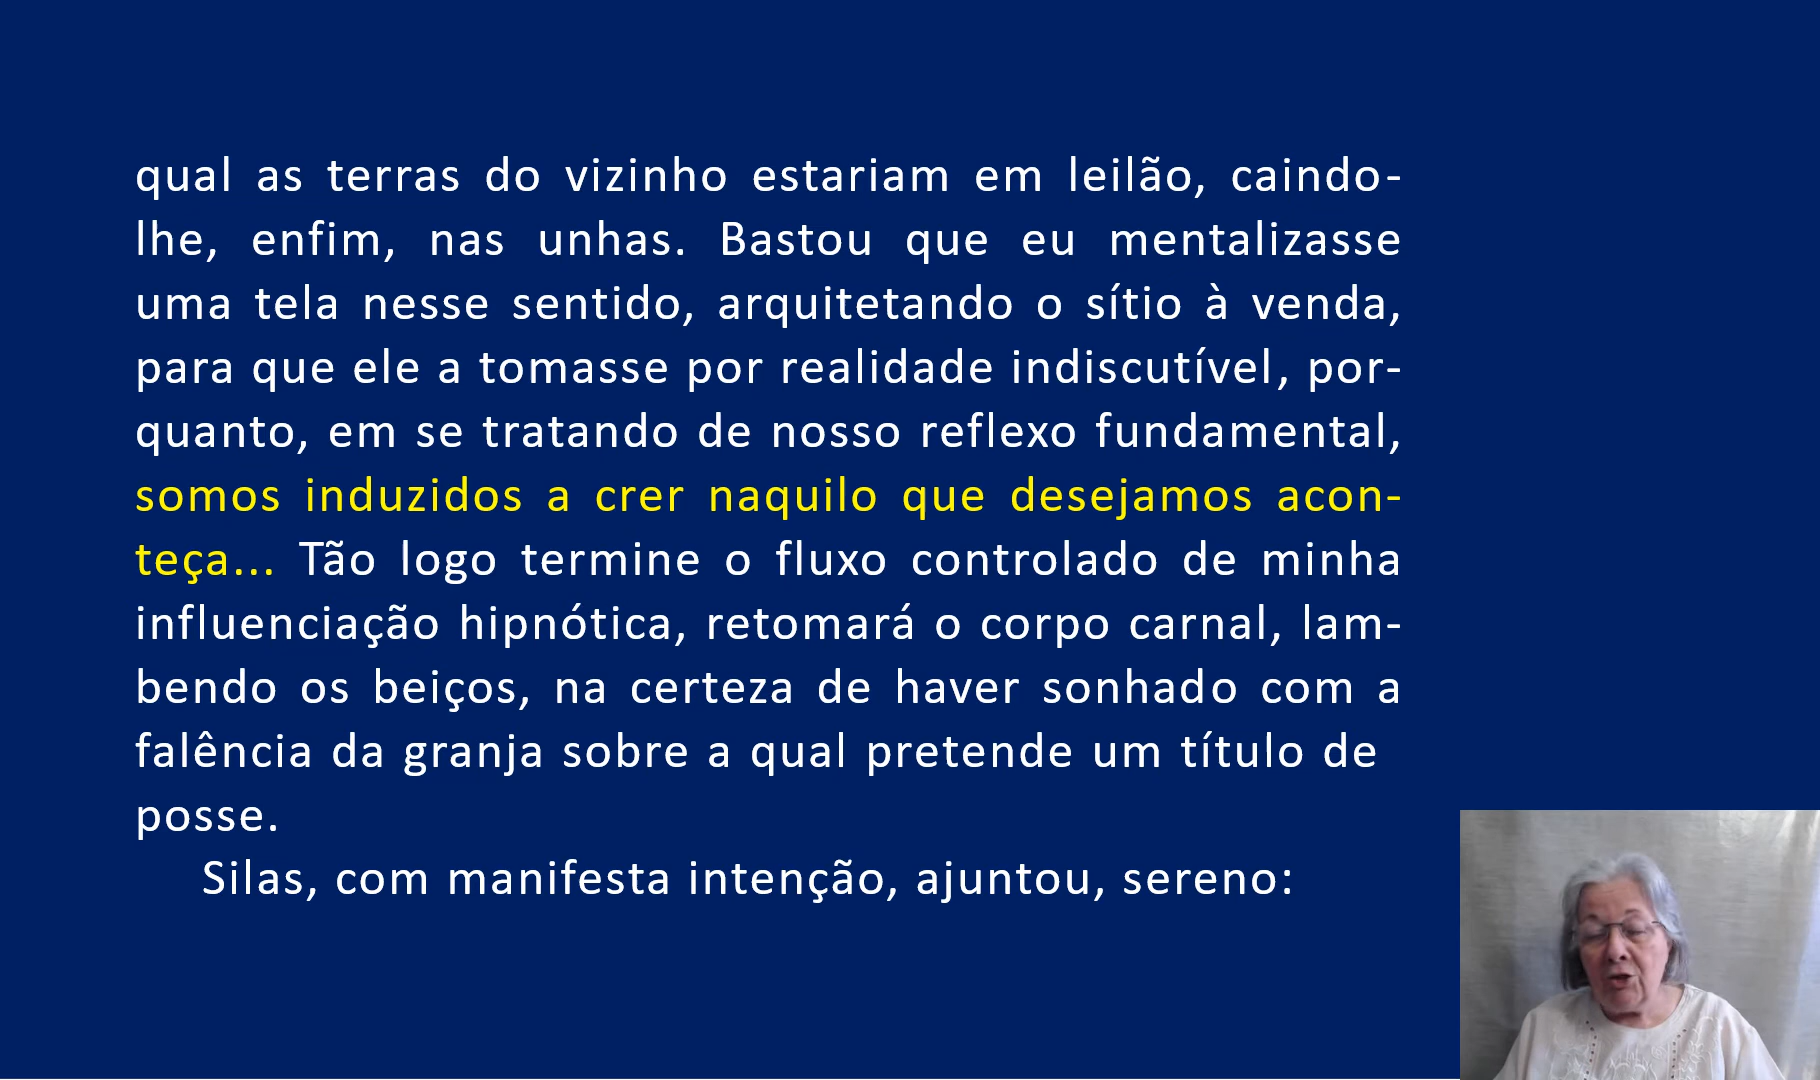 qual as terras do vizinho estariam em leilão, caindo-
lhe, enfim, nas unhas. Bastou que eu mentalizasse
uma tela nesse sentido, arquitetando o sítio à venda,
para que ele a tomasse por realidade indiscutível, por-
quanto, em se tratando de nosso reflexo fundamental,
somos induzidos a crer naquilo que desejamos acon-
teça... Tão logo termine o fluxo controlado de minha
influenciação hipnótica, retomará o corpo carnal, lam-
bendo os beiços, na certeza de haver sonhado com a
falência da granja sobre a qual pretende um título de
posse.
Silas, com manifesta intenção, ajuntou, sereno: